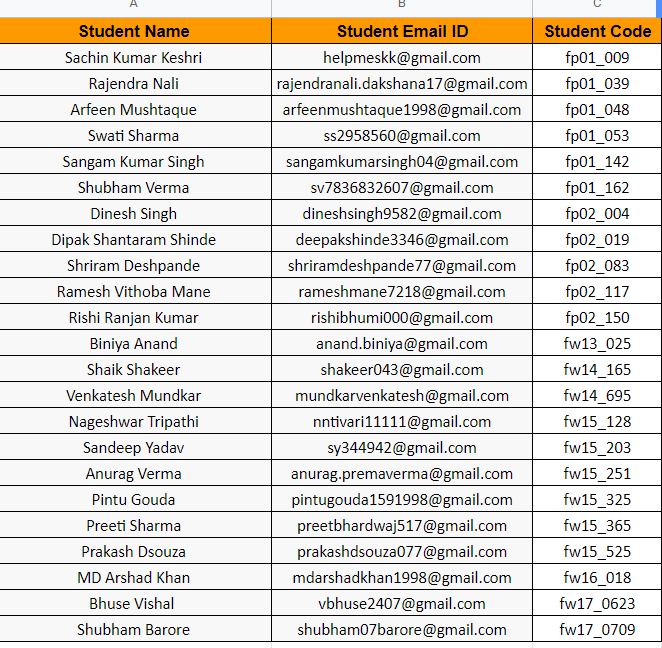 A B C
Student Name Student Email ID Student Code
Sachin Kumar Keshri helpmeskk@gmail.com fp01_009
Rajendra Nali rajendranali.dakshana17@gmail.com fp01_039
Arfeen Mushtaque arfeenmushtaque1998@gmail.com fp01_048
Swati Sharma ss2958560@gmail.com fp01_053
Sangam Kumar Singh sangamkumarsingh04@gmail.com fp01_142
Shubham Verma sv7836832607@gmail.com fp01_162
Dinesh Singh dineshsingh9582@gmail.com fp02_004
Dipak Shantaram Shinde deepakshinde3346@gmail.com fp02_019
Shriram Deshpande shriramdeshpande77@gmail.com fp02_083
Ramesh Vithoba Mane rameshmane7218@gmail.com fp02_117
Rishi Ranjan Kumar rishibhumi000@gmail.com fp02_150
Biniya Anand anand.biniya@gmail.com fw13_025
Shaik Shakeer shakeer043@gmail.com fw14_165
Venkatesh Mundkar mundkarvenkatesh@gmail.com fw14_695
Nageshwar Tripathi nntivari11111@gmail.com fw15_128
Sandeep Yadav sy344942@gmail.com fw15_203
Anurag Verma anurag.premaverma@gmail.com fw15_251
Pintu Gouda pintugouda1591998@gmail.com fw15_325
Preeti Sharma preetbhardwaj517@gmail.com fw15_365
Prakash Dsouza prakashdsouza077@gmail.com fw15_525
MD Arshad Khan mdarshadkhan1998@gmail.com fw16_018
Bhuse Vishal vbhuse2407@gmail.com fw17_0623
Shubham Barore shubham07barore@gmail.com fw17_0709